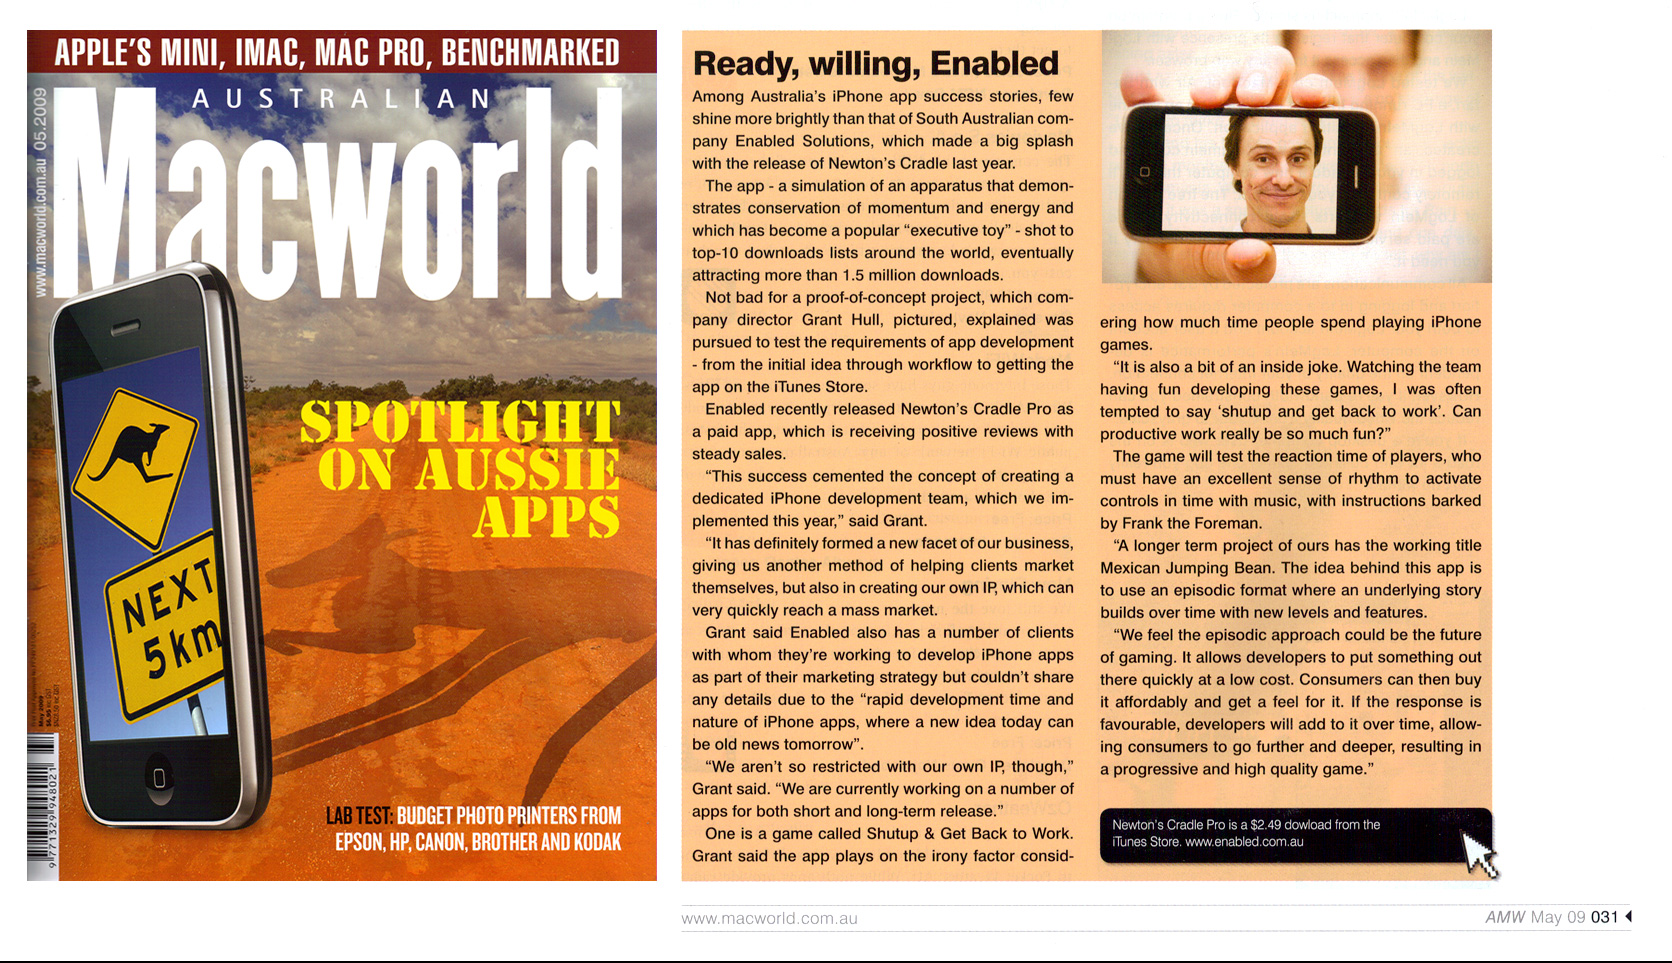 APPLE'S MINI, IMAC, MAC PRO, BENCHMARKED
AUSTRALIAN
Macworld
www.macworld.com.au 05.2009
NEXT
5km
SPOTLIGHT
ON AUSSIE
APPS
LAB TEST: BUDGET PHOTO PRINTERS FROM
EPSON, HP, CANON, BROTHER AND KODAK
May 2009
9 771329 948021
Ready, willing, Enabled
Among Australia's iPhone app success stories, few
shine more brightly than that of South Australian com-
pany Enabled Solutions, which made a big splash
with the release of Newton's Cradle last year.
The app - a simulation of an apparatus that demon-
strates conservation of momentum and energy and
which has become a popular “executive toy” - shot to
top-10 downloads lists around the world, eventually
attracting more than 1.5 million downloads.
Not bad for a proof-of-concept project, which com-
pany director Grant Hull, pictured, explained was
pursued to test the requirements of app development
- from the initial idea through workflow to getting the
app on the iTunes Store.
Enabled recently released Newton's Cradle Pro as
a paid app, which is receiving positive reviews with
steady sales.
“This success cemented the concept of creating a
dedicated iPhone development team, which we im-
plemented this year,” said Grant.
“It has definitely formed a new facet of our business,
giving us another method of helping clients market
themselves, but also in creating our own IP, which can
very quickly reach a mass market.
Grant said Enabled also has a number of clients
with whom they're working to develop iPhone apps
as part of their marketing strategy but couldn't share
any details due to the “rapid development time and
nature of iPhone apps, where a new idea today can
be old news tomorrow”.
“We aren't so restricted with our own IP, though,”
Grant said. “We are currently working on a number of
apps for both short and long-term release.”
One is a game called Shutup & Get Back to Work.
Grant said the app plays on the irony factor consid-
ering how much time people spend playing iPhone
games.
“It is also a bit of an inside joke. Watching the team
having fun developing these games, I was often
tempted to say ‘shutup and get back to work’. Can
productive work really be so much fun?”
The game will test the reaction time of players, who
must have an excellent sense of rhythm to activate
controls in time with music, with instructions barked
by Frank the Foreman.
“A longer term project of ours has the working title
Mexican Jumping Bean. The idea behind this app is
to use an episodic format where an underlying story
builds over time with new levels and features.
“We feel the episodic approach could be the future
of gaming. It allows developers to put something out
there quickly at a low cost. Consumers can then buy
it affordably and get a feel for it. If the response is
favourable, developers will add to it over time, allow-
ing consumers to go further and deeper, resulting in
a progressive and high quality game.”
Newton's Cradle Pro is a $2.49 dowload from the
iTunes Store. www.enabled.com.au
www.macworld.com.au
AMW May 09 031